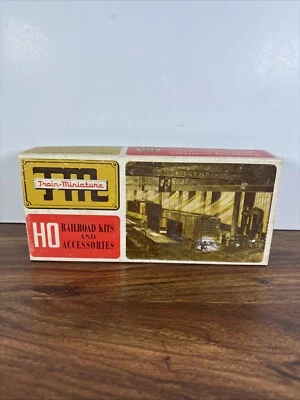 TM
Train-Miniature
HO
RAILROAD KITS
AND
ACCESSORIES